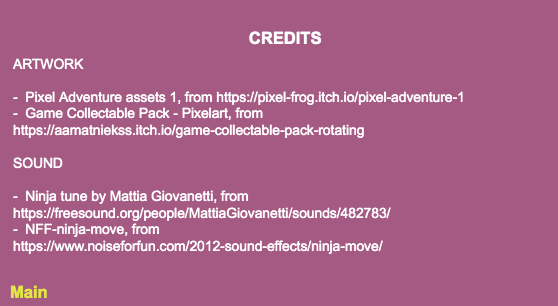 CREDITS
ARTWORK
- Pixel Adventure assets 1, from https://pixel-frog.itch.io/pixel-adventure-1
- Game Collectable Pack - Pixelart, from
https://aamatniekss.itch.io/game-collectable-pack-rotating
SOUND
- Ninja tune by Mattia Giovanetti, from
https://freesound.org/people/MattiaGiovanetti/sounds/482783/
- NFF-ninja-move, from
https://www.noiseforfun.com/2012-sound-effects/ninja-move/
Main